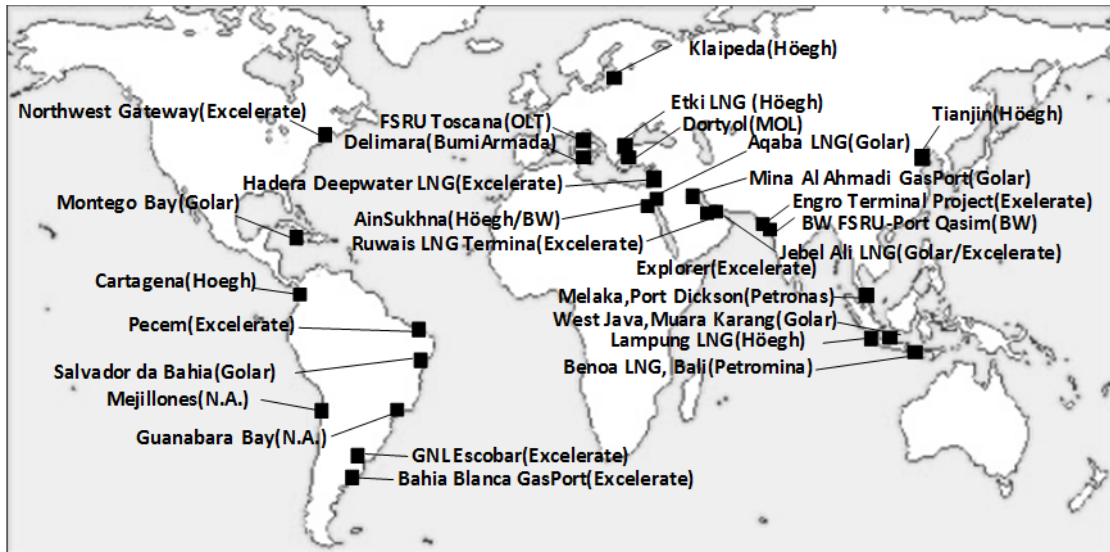 Klaipeda(Höegh)
Northwest Gateway(Excelerate)
Etki LNG (Höegh)
FSRU Toscana(OLT)
Dortyol(MOL)
Tianjin(Höegh)
Delimara(BumiArmada)
Aqaba LNG(Golar)
Hadera Deepwater LNG(Excelerate)
Mina Al Ahmadi GasPort(Golar)
Montego Bay(Golar)
Engro Terminal Project(Exelerate)
AinSukhna(Höegh/BW)
BW FSRU-Port Qasim(BW)
Ruwais LNG Termina(Excelerate)
Jebel Ali LNG(Golar/Excelerate)
Explorer(Excelerate)
Cartagena(Hoegh)
Melaka,Port Dickson(Petronas)
West Java,Muara Karang(Golar)
Pecem(Excelerate)
Lampung LNG(Höegh)
Benoa LNG, Bali(Petromina)
Salvador da Bahia(Golar)
Mejillones(N.A.)
Guanabara Bay(N.A.)
GNL Escobar(Excelerate)
Bahia Blanca GasPort(Excelerate)